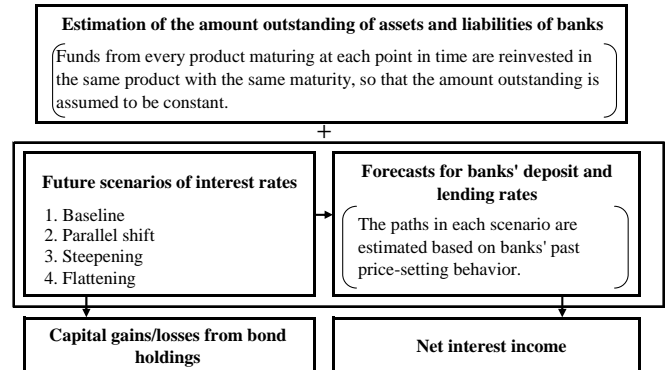 Estimation of the amount outstanding of assets and liabilities of banks
Funds from every product maturing at each point in time are reinvested in
the same product with the same maturity, so that the amount outstanding is
assumed to be constant.
+
Future scenarios of interest rates
1. Baseline
2. Parallel shift
3. Steepening
4. Flattening
Forecasts for banks' deposit and
lending rates
The paths in each scenario are
estimated based on banks' past
price-setting behavior.
Capital gains/losses from bond
holdings
Net interest income